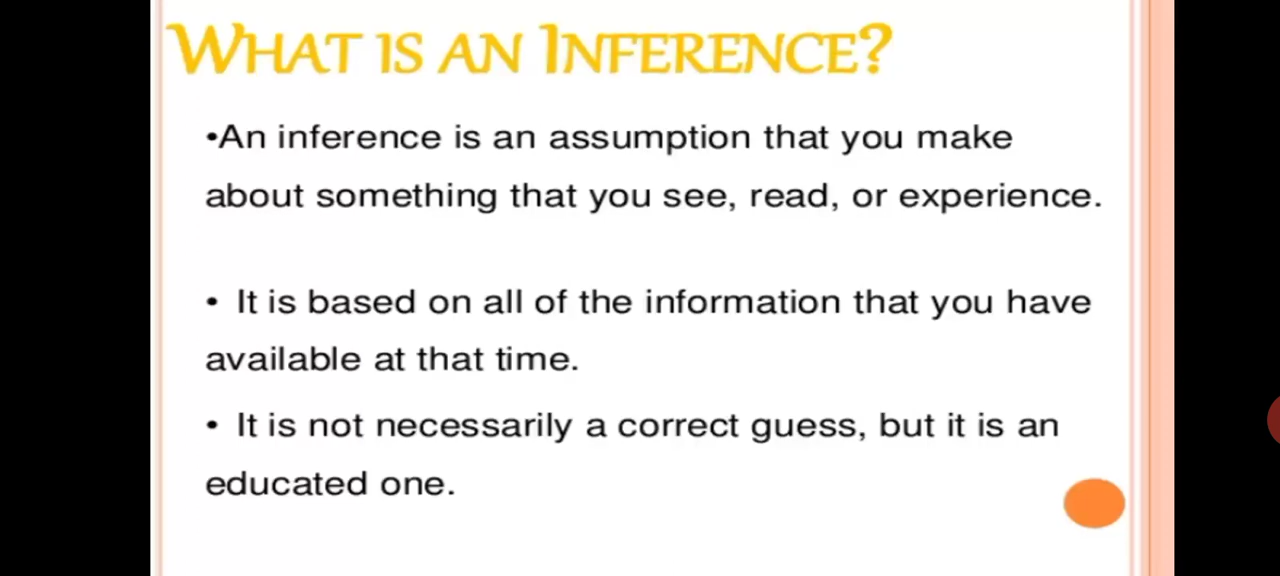 WHAT IS AN INFERENCE?
•An inference is an assumption that you make
about something that you see, read, or experience.
• It is based on all of the information that you have
available at that time.
• It is not necessarily a correct guess, but it is an
educated one.